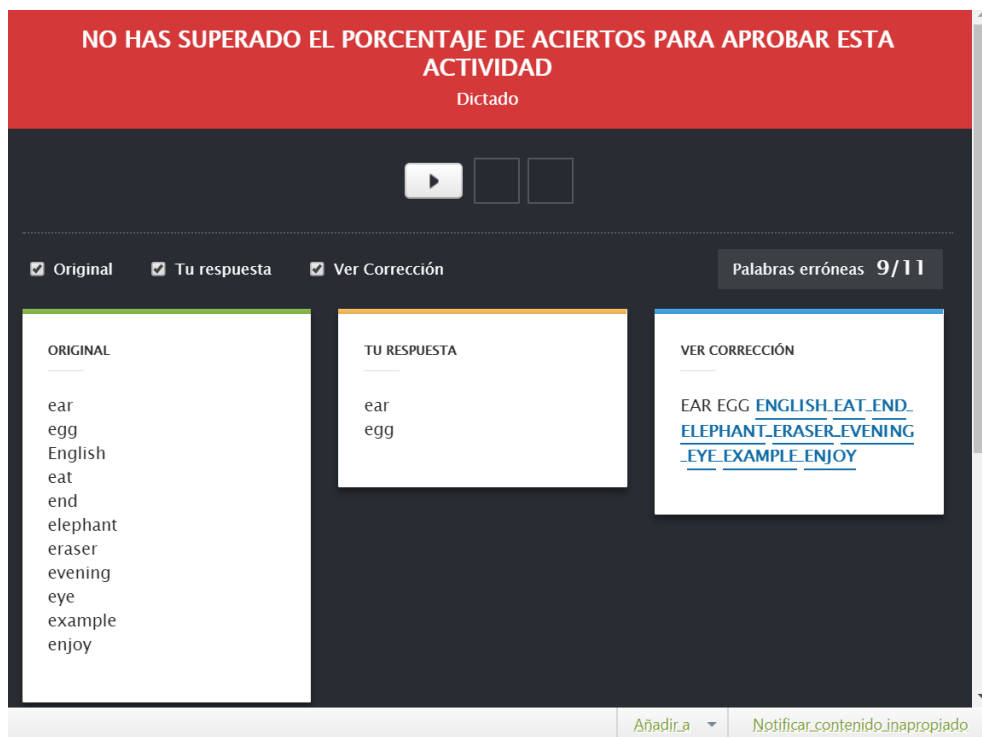 NO HAS SUPERADO EL PORCENTAJE DE ACIERTOS PARA APROBAR ESTA
ACTIVIDAD
Dictado
Original
Tu respuesta
Ver Corrección
Palabras erróneas 9/11
ORIGINAL
ear
egg
English
eat
end
elephant
eraser
evening
eye
example
enjoy
TU RESPUESTA
ear
egg
VER CORRECCIÓN
EAR EGG ENGLISH_EAT_END_
ELEPHANT_ERASER_EVENING
_EYE_EXAMPLE_ENJOY
Añadir a
Notificar contenido inapropiado